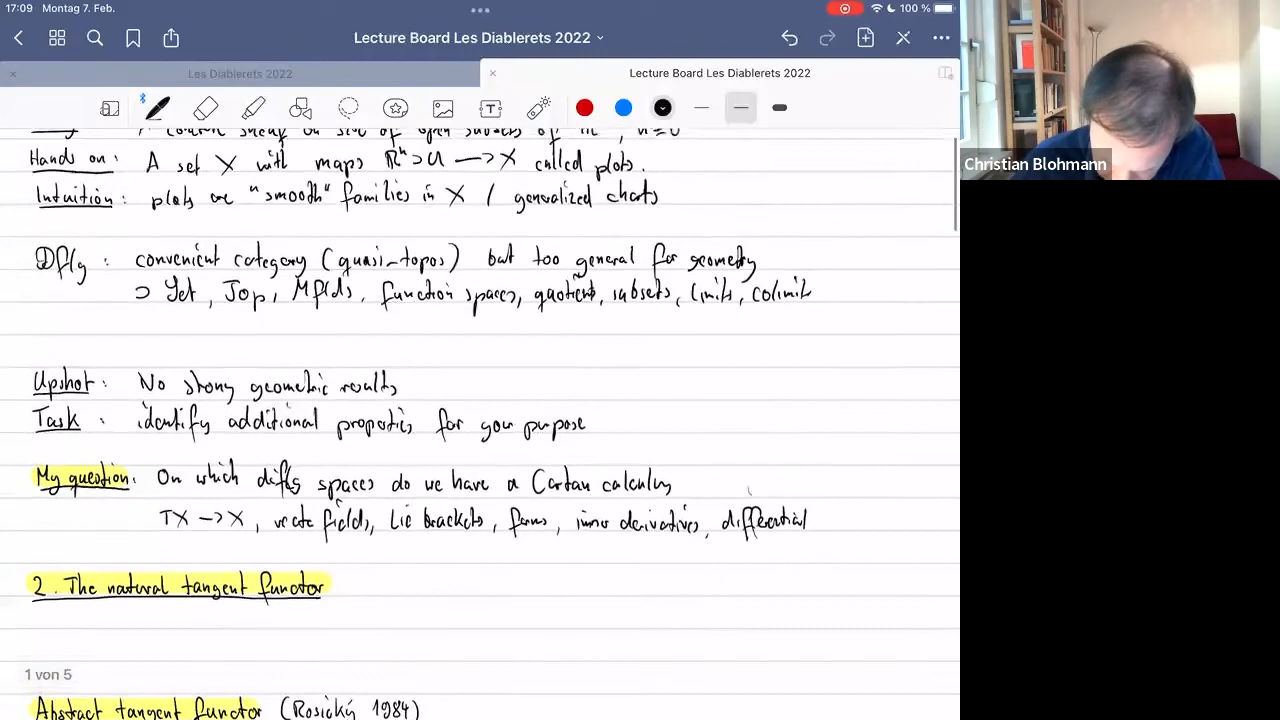 17:09 Montag 7. Feb.
100 %
Lecture Board Les Diablerets 2022
Les Diablerets 2022
Lecture Board Les Diablerets 2022
Hands on: A set X with maps ℝⁿ ⊃ U → X called plots.
Intuition: plots are "smooth" families in X / generalized charts
Dflg: convenient category (quasi-topos) but too general for geometry
⊃ Set, Top, Mflds, function spaces, quotients, subsets, limits, colimits
Upshot: No strong geometric results
Task: identify additional properties for your purpose
My question: On which diffg spaces do we have a Cartan calculus
TX → X, vector fields, Lie brackets, forms, inner derivatives, differential
2. The natural tangent functor
1 von 5
Abstract tangent functor (Rosický 1984)
Christian Blohmann